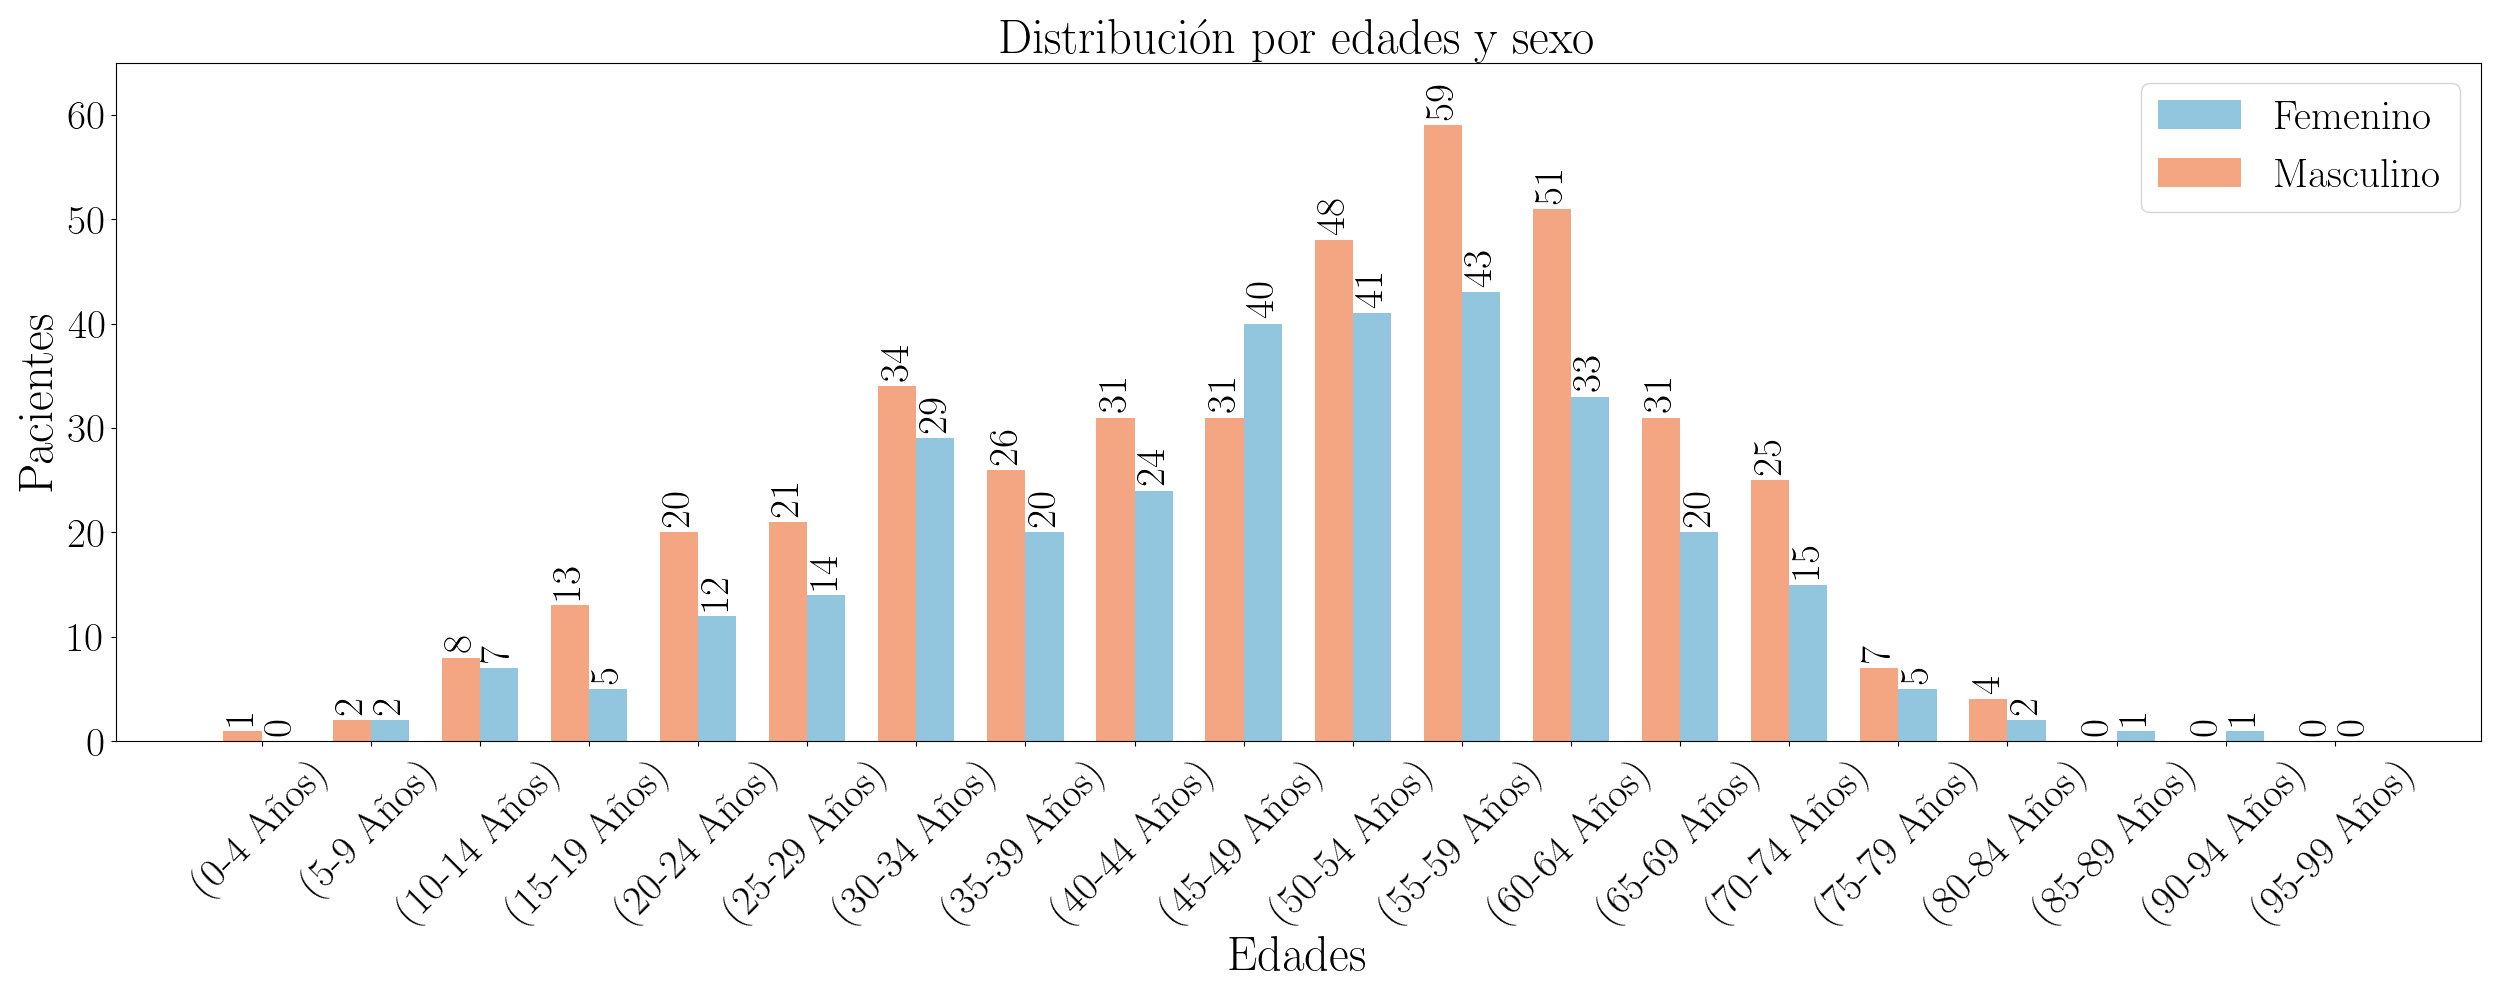 Distribución por edades y sexo
Femenino
Masculino
Pacientes
60
50
40
30
20
10
0
1
0
2
2
8
7
13
5
20
12
21
14
34
29
26
20
31
24
31
40
48
41
59
43
51
33
31
20
25
15
7
5
4
2
0
1
0
1
0
0
(0-4 Años)
(5-9 Años)
(10-14 Años)
(15-19 Años)
(20-24 Años)
(25-29 Años)
(30-34 Años)
(35-39 Años)
(40-44 Años)
(45-49 Años)
(50-54 Años)
(55-59 Años)
(60-64 Años)
(65-69 Años)
(70-74 Años)
(75-79 Años)
(80-84 Años)
(85-89 Años)
(90-94 Años)
(95-99 Años)
Edades